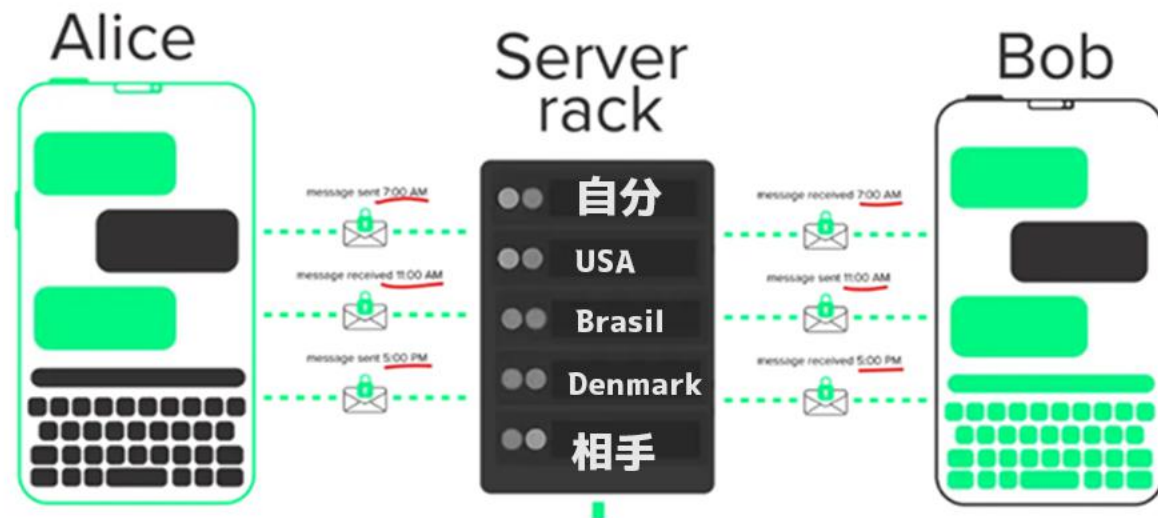 Alice
Server
rack
Bob
message sent 7:00 AM
message received 11:00 AM
message sent 5:00 PM
自分
USA
Brasil
Denmark
相手
message received 7:00 AM
message sent 11:00 AM
message received 5:00 PM